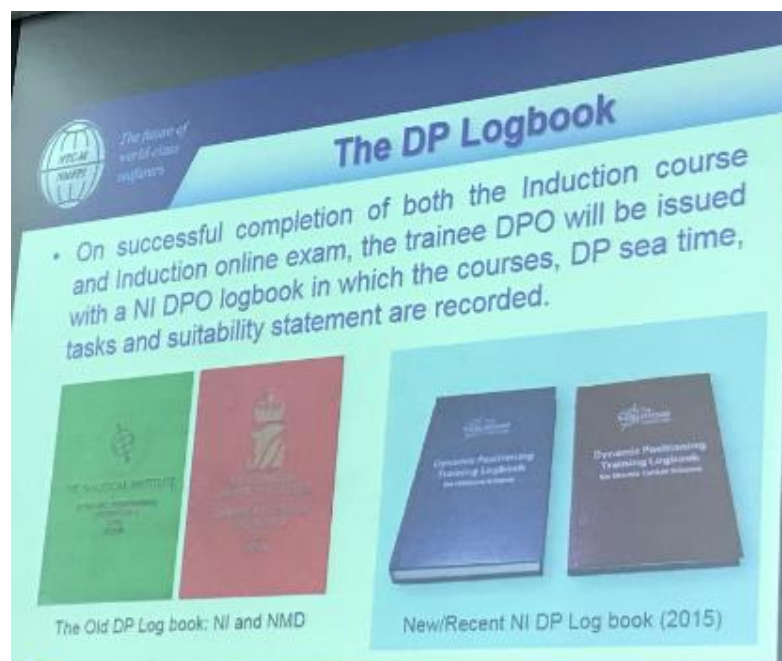 The future of
world-class
seafarers
NTC-M
The DP Logbook
• On successful completion of both the Induction course
and Induction online exam, the trainee DPO will be issued
with a NI DPO logbook in which the courses, DP sea time,
tasks and suitability statement are recorded.
THE NAUTICAL INSTITUTE
Dynamic Positioning
Training Logbook
Dynamic Positioning
Training Logbook
The Old DP Log book: NI and NMD
New/Recent NI DP Log book (2015)